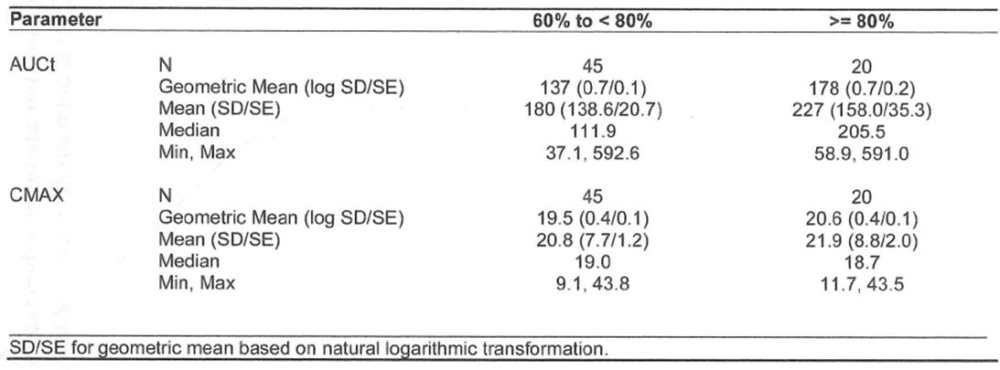 Parameter 60% to < 80% >= 80%
AUCt N 45 20
Geometric Mean (log SD/SE) 137 (0.7/0.1) 178 (0.7/0.2)
Mean (SD/SE) 180 (138.6/20.7) 227 (158.0/35.3)
Median 111.9 205.5
Min, Max 37.1, 592.6 58.9, 591.0
CMAX N 45 20
Geometric Mean (log SD/SE) 19.5 (0.4/0.1) 20.6 (0.4/0.1)
Mean (SD/SE) 20.8 (7.7/1.2) 21.9 (8.8/2.0)
Median 19.0 18.7
Min, Max 9.1, 43.8 11.7, 43.5
SD/SE for geometric mean based on natural logarithmic transformation.